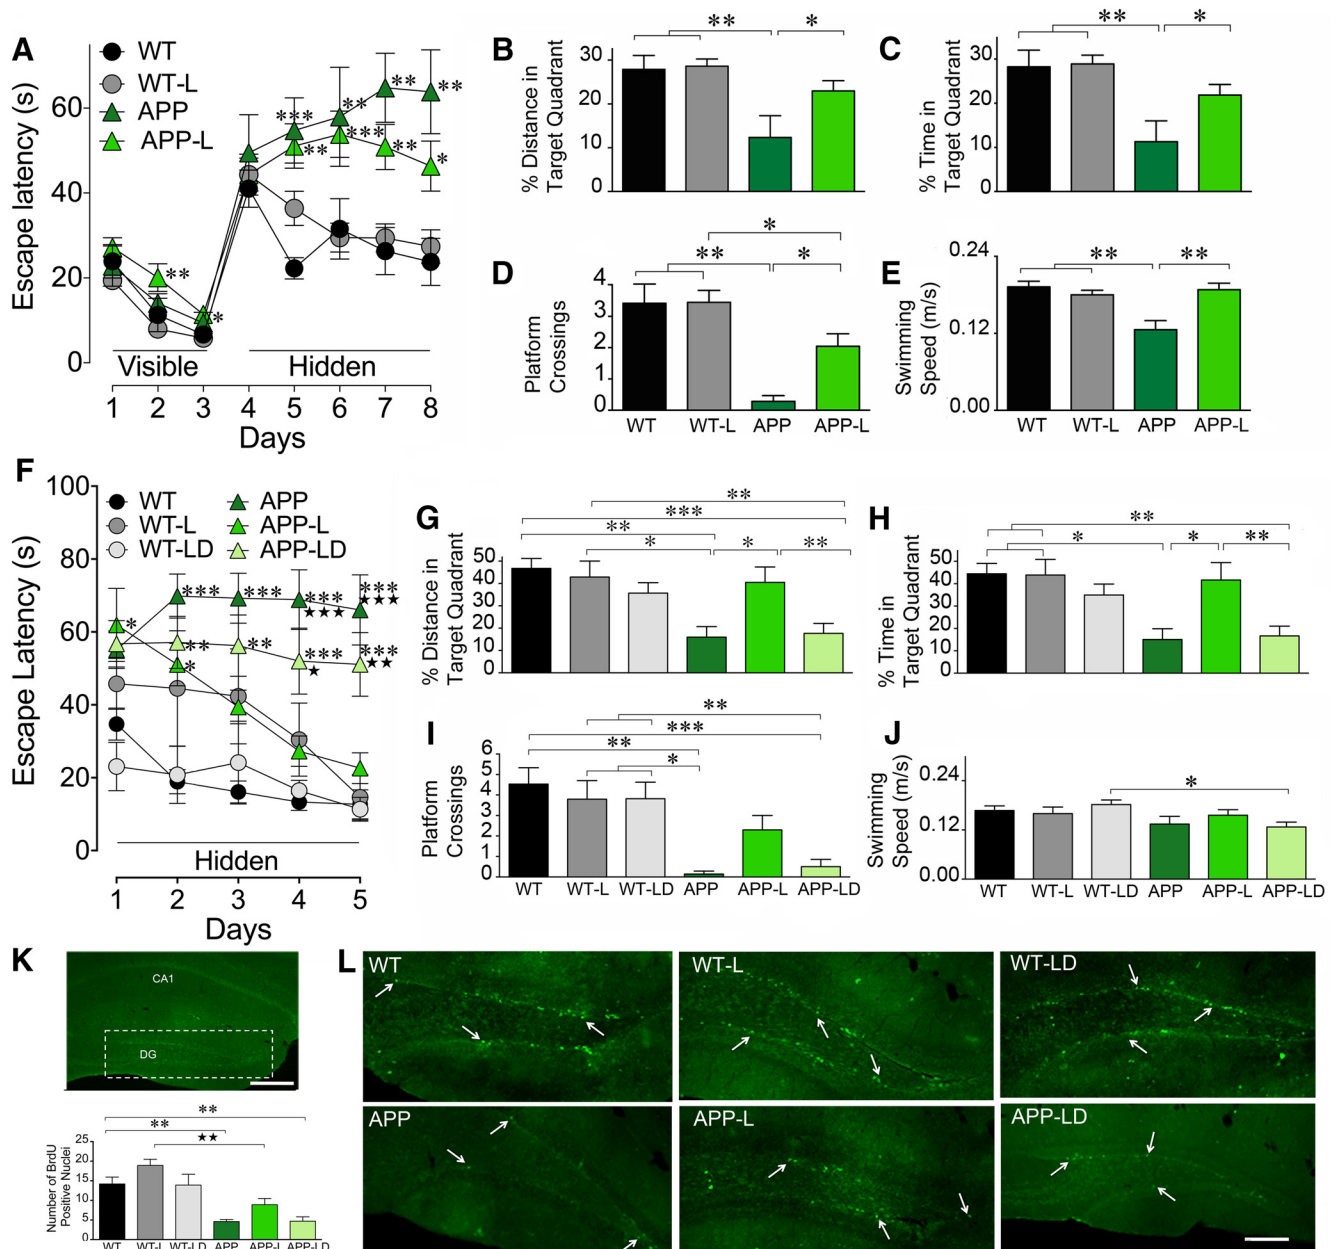 A
WT
WT-L
APP
APP-L
Escape latency (s)
60
40
20
0
*** ** ** **
** *** ** *
**
*
Visible
Hidden
1 2 3 4 5 6 7 8
Days
B
** *
% Distance in
Target Quadrant
30
20
10
0
C
** *
% Time in
Target Quadrant
30
20
10
0
D
*
** *
Platform
Crossings
4
3
2
1
0
WT WT-L APP APP-L
E
** **
Swimming
Speed (m/s)
0.24
0.12
0.00
WT WT-L APP APP-L
F
WT
WT-L
WT-LD
APP
APP-L
APP-LD
Escape Latency (s)
100
80
60
40
20
0
*** *** *** ***
★★★ ★★★
* ** ** *** ***
* ★ ★★
Hidden
1 2 3 4 5
Days
G
**
***
**
* * **
% Distance in
Target Quadrant
50
40
30
20
10
0
H
**
* * **
% Time in
Target Quadrant
50
40
30
20
10
0
I
**
***
**
*
Platform
Crossings
6
5
4
3
2
1
0
WT WT-L WT-LD APP APP-L APP-LD
J
*
Swimming
Speed (m/s)
0.24
0.12
0.00
WT WT-L WT-LD APP APP-L APP-LD
K
CA1
DG
**
**
★★
Number of BrdU
Positive Nuclei
25
20
15
10
5
0
WT WT-L WT-LD APP APP-L APP-LD
L
WT
WT-L
WT-LD
APP
APP-L
APP-LD